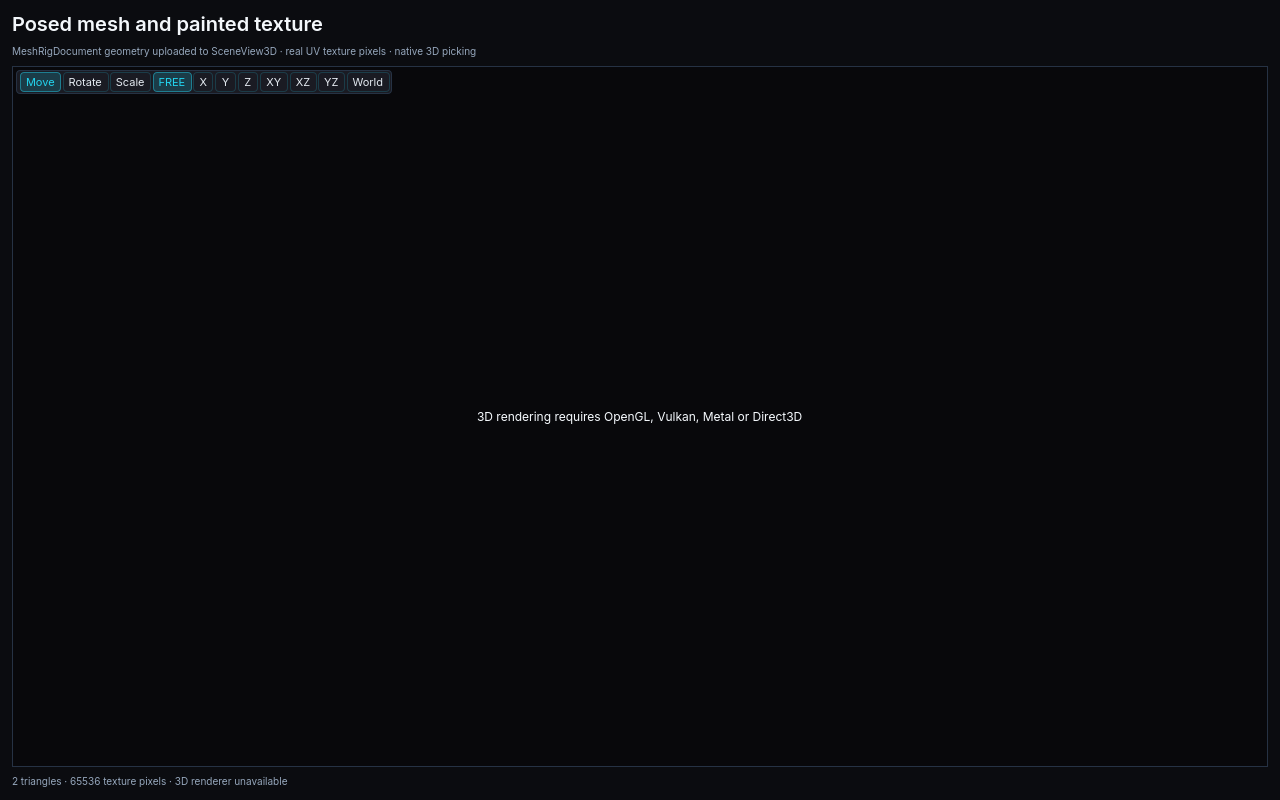 Posed mesh and painted texture
MeshRigDocument geometry uploaded to SceneView3D · real UV texture pixels · native 3D picking
Move Rotate Scale FREE X Y Z XY XZ YZ World
3D rendering requires OpenGL, Vulkan, Metal or Direct3D
2 triangles · 65536 texture pixels · 3D renderer unavailable